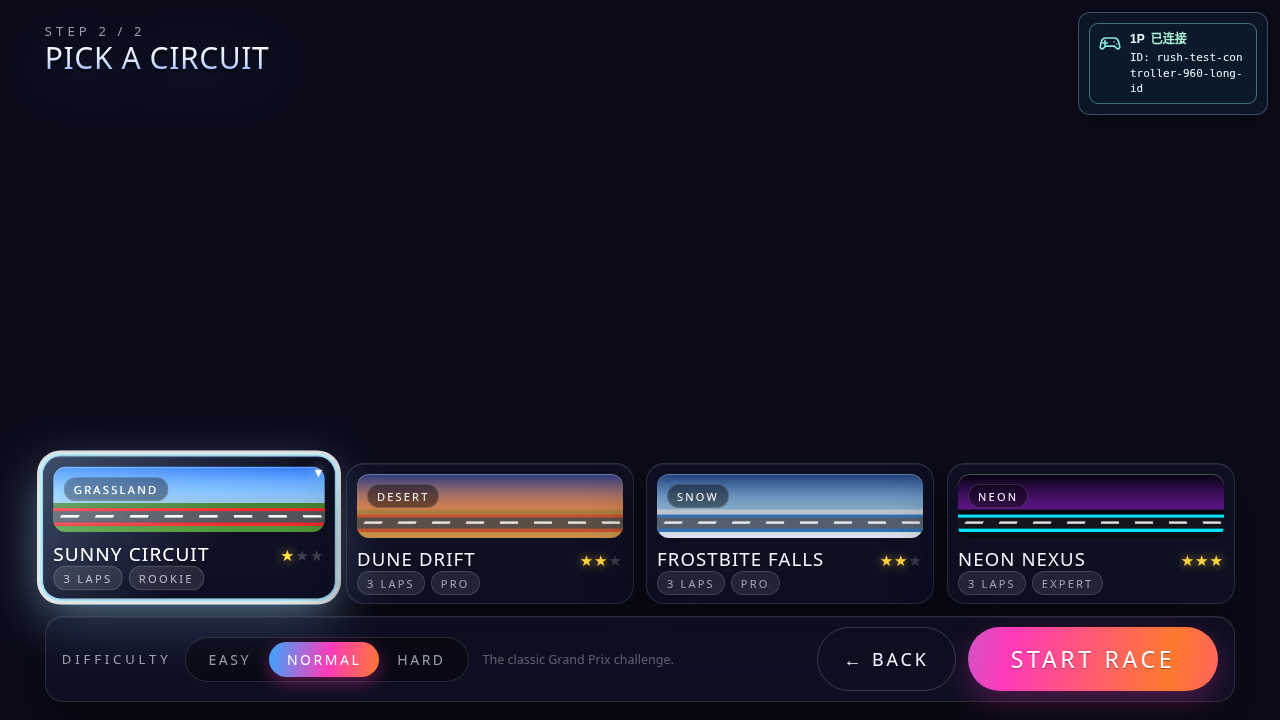 STEP 2 / 2
PICK A CIRCUIT
1P 已连接
ID: rush-test-con
troller-960-long-
id
GRASSLAND
SUNNY CIRCUIT ★★★
3 LAPS ROOKIE
DESERT
DUNE DRIFT ★★★
3 LAPS PRO
SNOW
FROSTBITE FALLS ★★★
3 LAPS PRO
NEON
NEON NEXUS ★★★
3 LAPS EXPERT
DIFFICULTY EASY NORMAL HARD The classic Grand Prix challenge. ← BACK START RACE